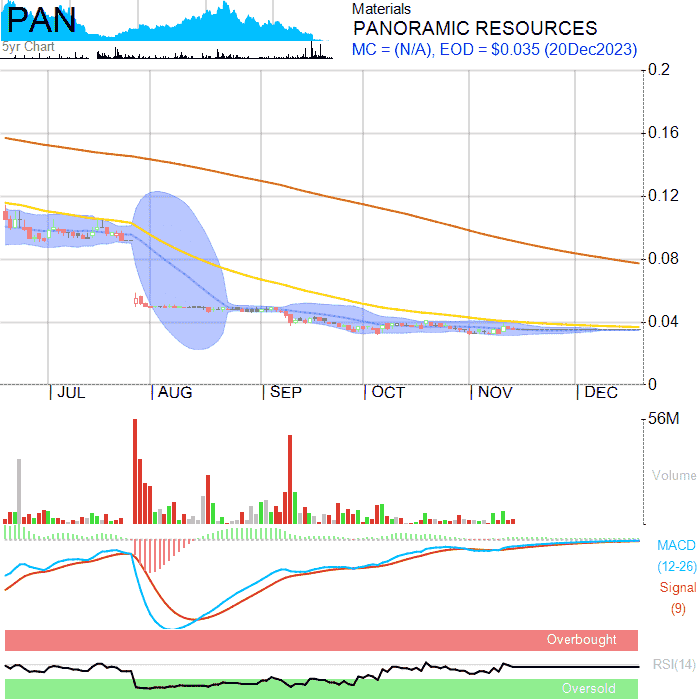 PAN
5yr Chart
Materials
PANORAMIC RESOURCES
MC = (N/A), EOD = $0.035 (20Dec2023)
0.2
0.16
0.12
0.08
0.04
0
JUL AUG SEP OCT NOV DEC
56M
Volume
MACD
(12-26)
Signal
(9)
Overbought
RSI(14)
Oversold